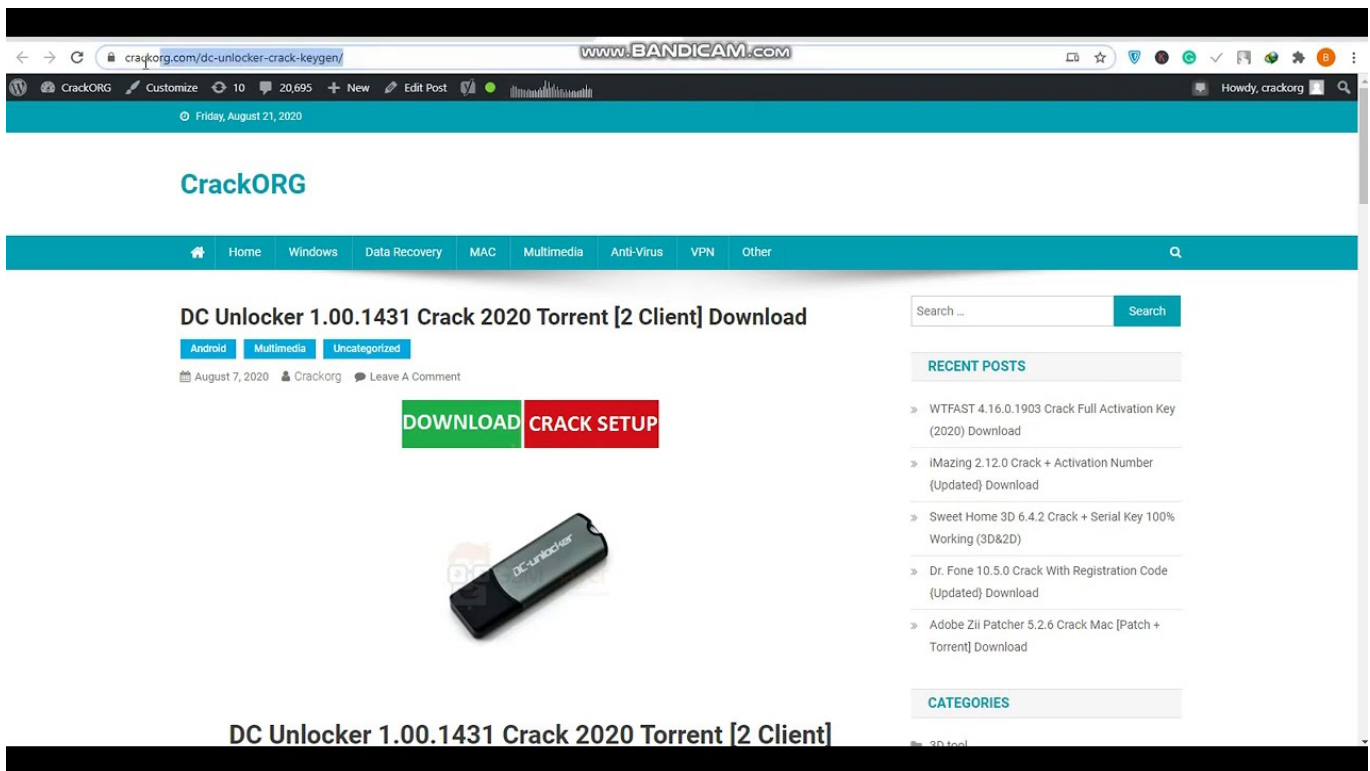 www.BANDICAM.com
crackorg.com/dc-unlocker-crack-keygen/
B
CrackORG Customize 10 20,695 + New Edit Post Howdy, crackorg
Friday, August 21, 2020
CrackORG
Home Windows Data Recovery MAC Multimedia Anti-Virus VPN Other
DC Unlocker 1.00.1431 Crack 2020 Torrent [2 Client] Download
Android Multimedia Uncategorized
August 7, 2020 Crackorg Leave A Comment
DOWNLOAD CRACK SETUP
DC-unlocker
DC Unlocker 1.00.1431 Crack 2020 Torrent [2 Client]
Search ... Search
RECENT POSTS
WTFAST 4.16.0.1903 Crack Full Activation Key
(2020) Download
iMazing 2.12.0 Crack + Activation Number
{Updated} Download
Sweet Home 3D 6.4.2 Crack + Serial Key 100%
Working (3D&2D)
Dr. Fone 10.5.0 Crack With Registration Code
{Updated} Download
Adobe Zii Patcher 5.2.6 Crack Mac [Patch +
Torrent] Download
CATEGORIES
3D tool